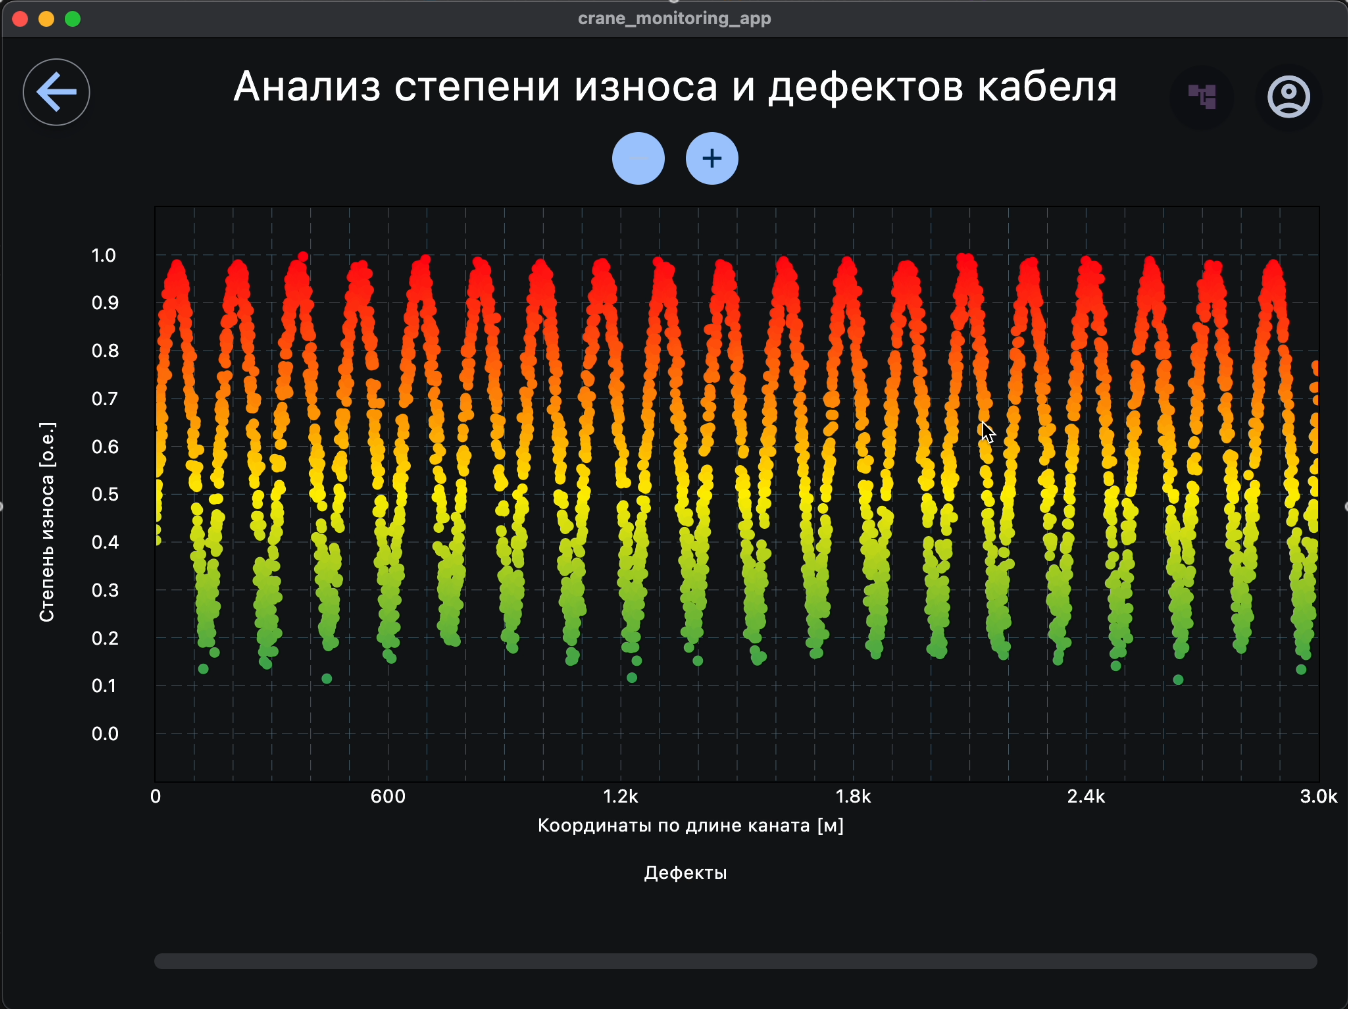 crane_monitoring_app
Анализ степени износа и дефектов кабеля
+
1.0
0.9
0.8
0.7
0.6
0.5
0.4
0.3
0.2
0.1
0.0
Степень износа [о.е.]
0 600 1.2k 1.8k 2.4k 3.0k
Координаты по длине каната [м]
Дефекты